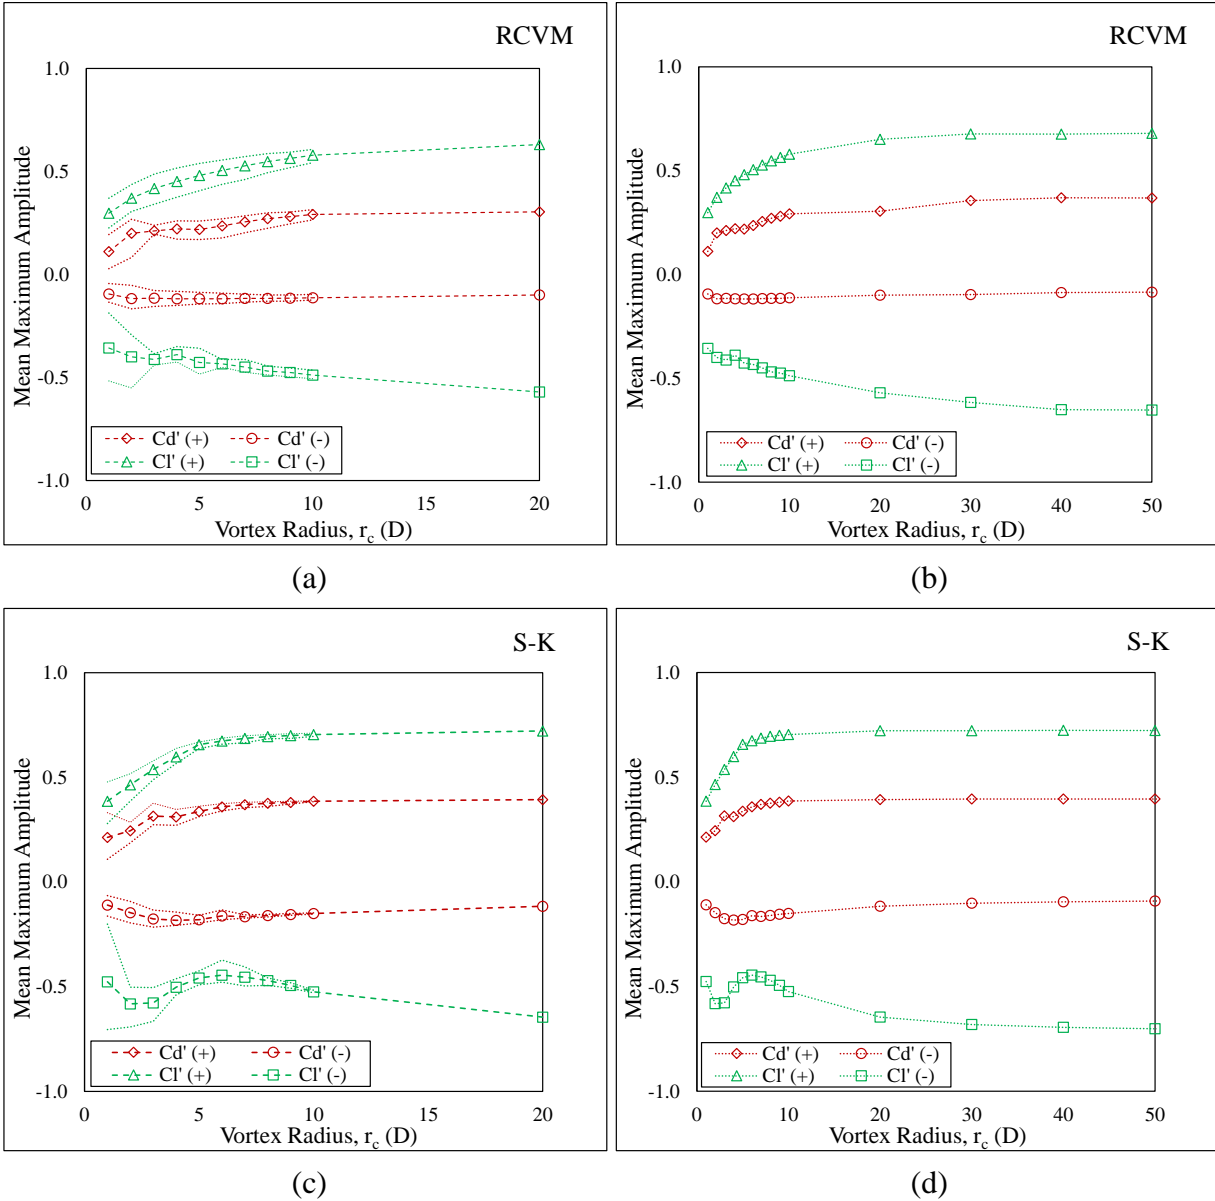 RCVM
1.0
0.5
0.0
-0.5
-1.0
Mean Maximum Amplitude
Cd' (+)
Cd' (-)
Cl' (+)
Cl' (-)
0
5
10
15
20
Vortex Radius, r_c (D)
(a)
RCVM
1.0
0.5
0.0
-0.5
-1.0
Mean Maximum Amplitude
Cd' (+)
Cd' (-)
Cl' (+)
Cl' (-)
0
10
20
30
40
50
Vortex Radius, r_c (D)
(b)
S-K
1.0
0.5
0.0
-0.5
-1.0
Mean Maximum Amplitude
Cd' (+)
Cd' (-)
Cl' (+)
Cl' (-)
0
5
10
15
20
Vortex Radius, r_c (D)
(c)
S-K
1.0
0.5
0.0
-0.5
-1.0
Mean Maximum Amplitude
Cd' (+)
Cd' (-)
Cl' (+)
Cl' (-)
0
10
20
30
40
50
Vortex Radius, r_c (D)
(d)